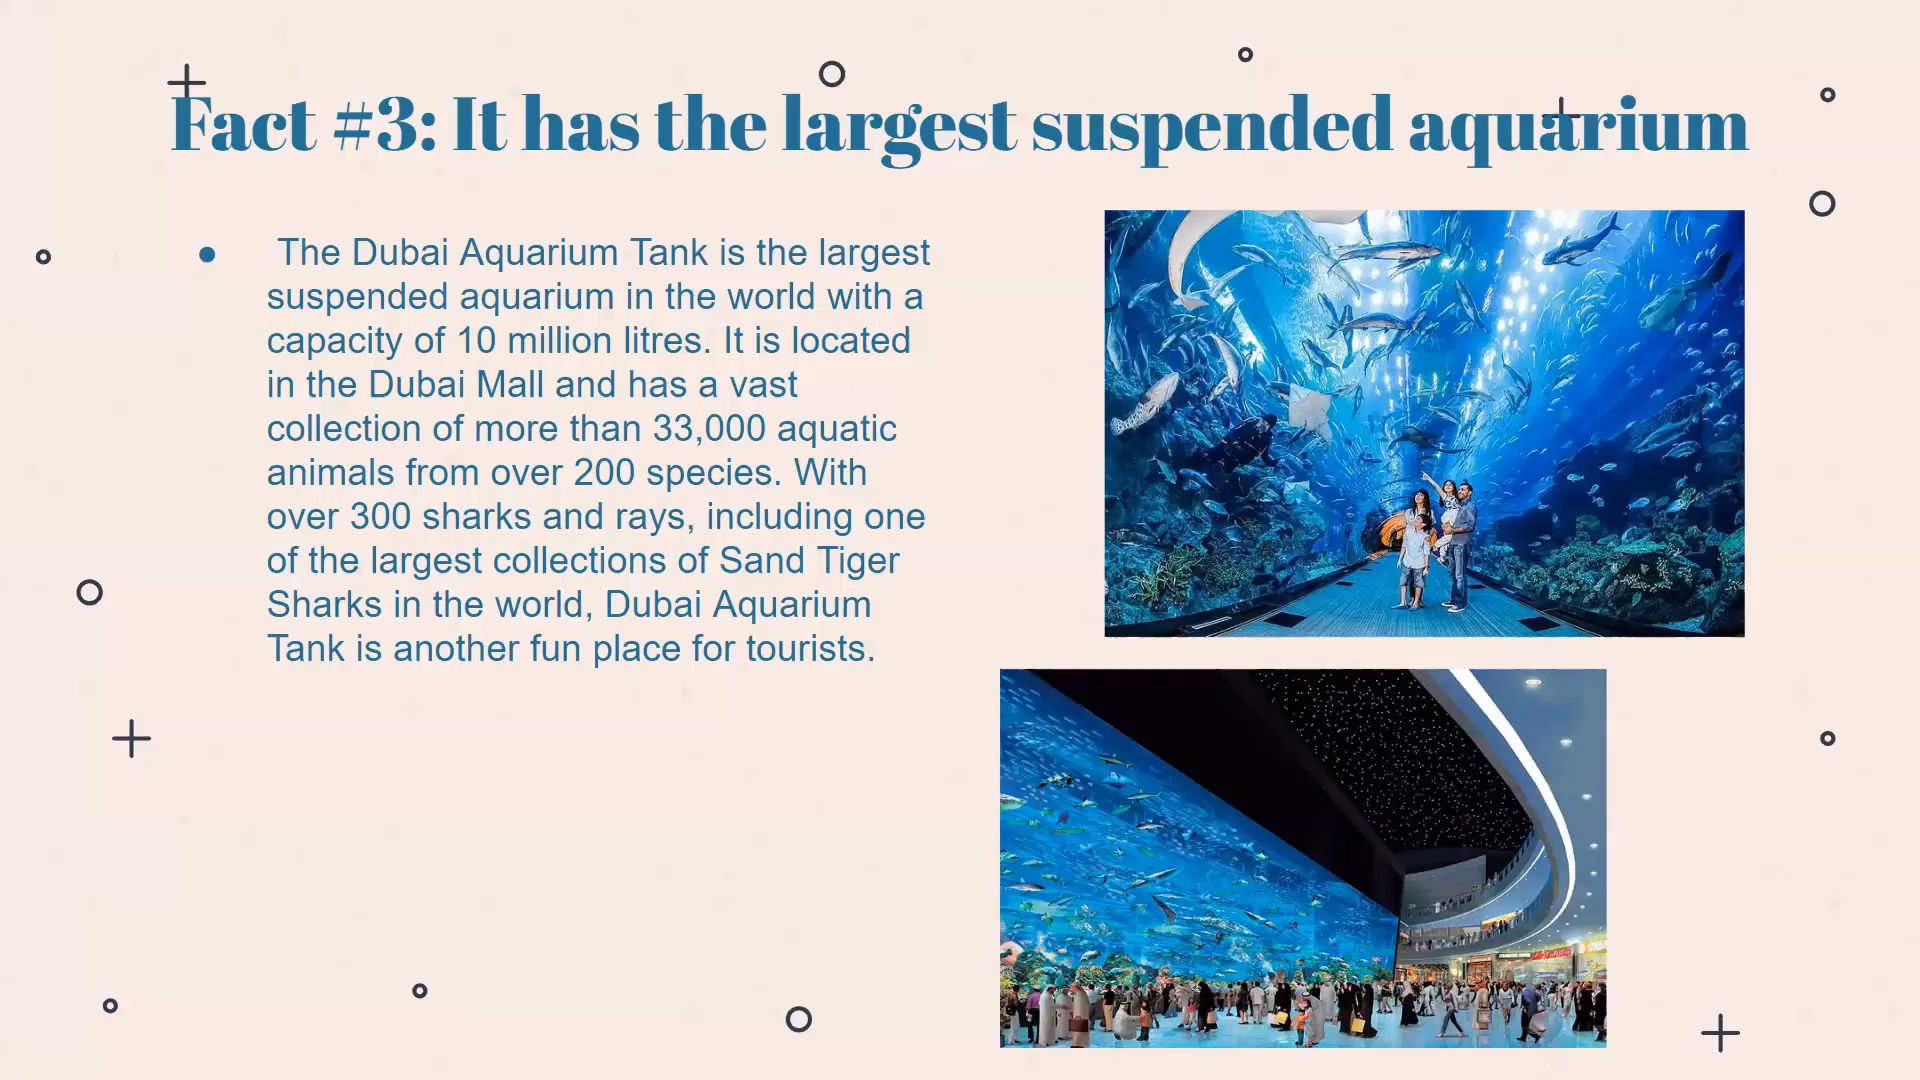 Fact #3: It has the largest suspended aquarium
● The Dubai Aquarium Tank is the largest
suspended aquarium in the world with a
capacity of 10 million litres. It is located
in the Dubai Mall and has a vast
collection of more than 33,000 aquatic
animals from over 200 species. With
over 300 sharks and rays, including one
of the largest collections of Sand Tiger
Sharks in the world, Dubai Aquarium
Tank is another fun place for tourists.